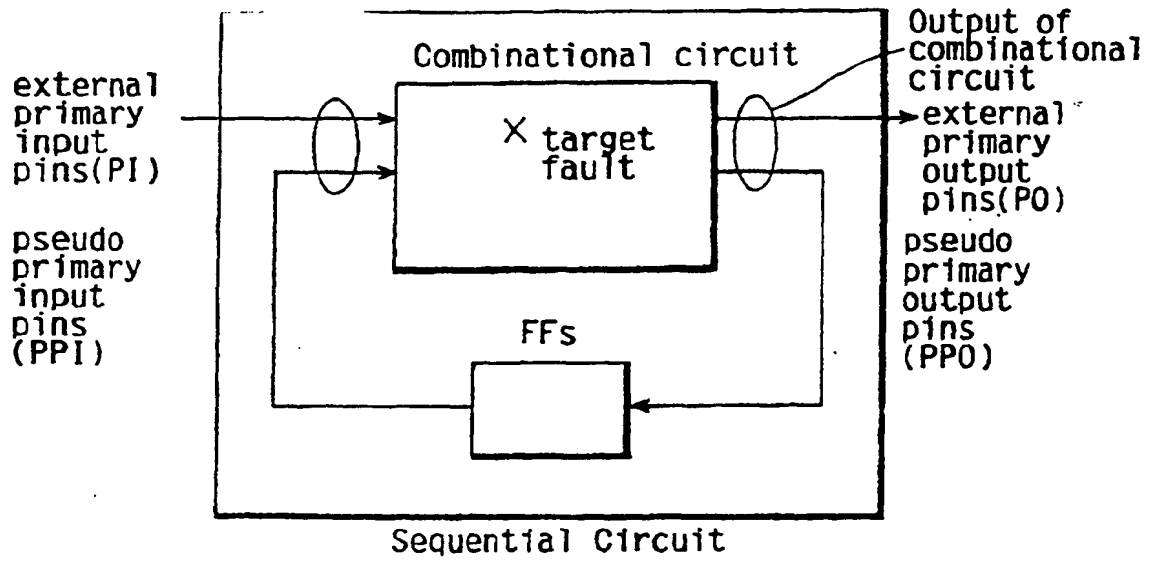 Output of
combinational
circuit
Combinational circuit
external
primary
input
pins(PI)
X target
fault
external
primary
output
pins(PO)
pseudo
primary
input
pins
(PPI)
pseudo
primary
output
pins
(PPO)
FFs
Sequential Circuit